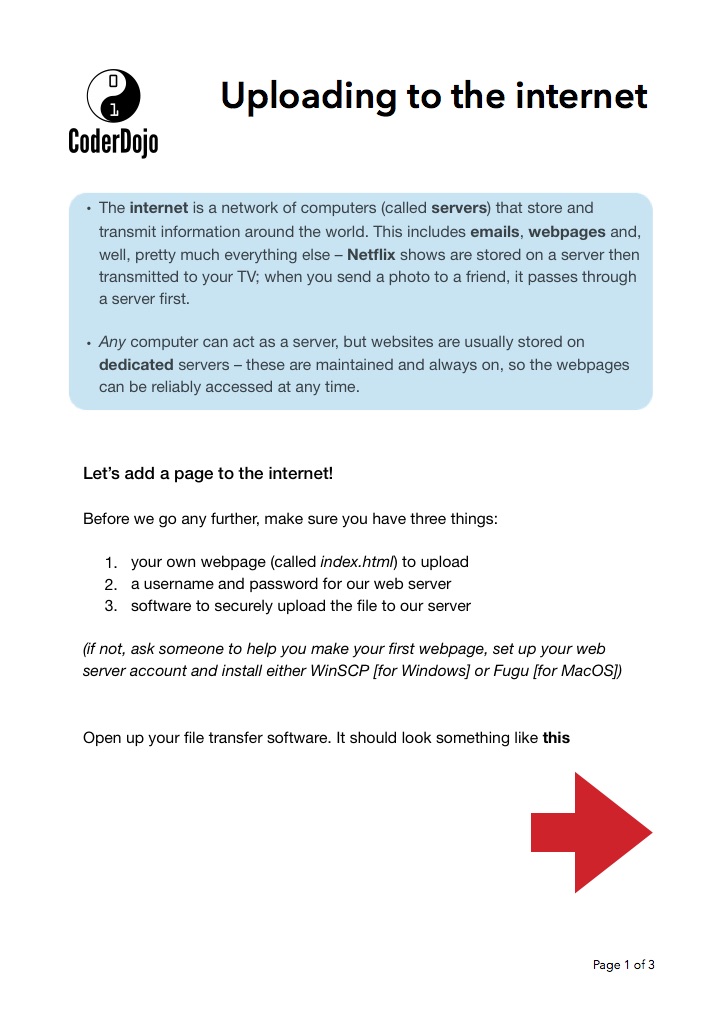 0
1
CoderDojo
Uploading to the internet
• The internet is a network of computers (called servers) that store and
transmit information around the world. This includes emails, webpages and,
well, pretty much everything else – Netflix shows are stored on a server then
transmitted to your TV; when you send a photo to a friend, it passes through
a server first.
• Any computer can act as a server, but websites are usually stored on
dedicated servers – these are maintained and always on, so the webpages
can be reliably accessed at any time.
Let’s add a page to the internet!
Before we go any further, make sure you have three things:
1. your own webpage (called index.html) to upload
2. a username and password for our web server
3. software to securely upload the file to our server
(if not, ask someone to help you make your first webpage, set up your web
server account and install either WinSCP [for Windows] or Fugu [for MacOS])
Open up your file transfer software. It should look something like this
Page 1 of 3